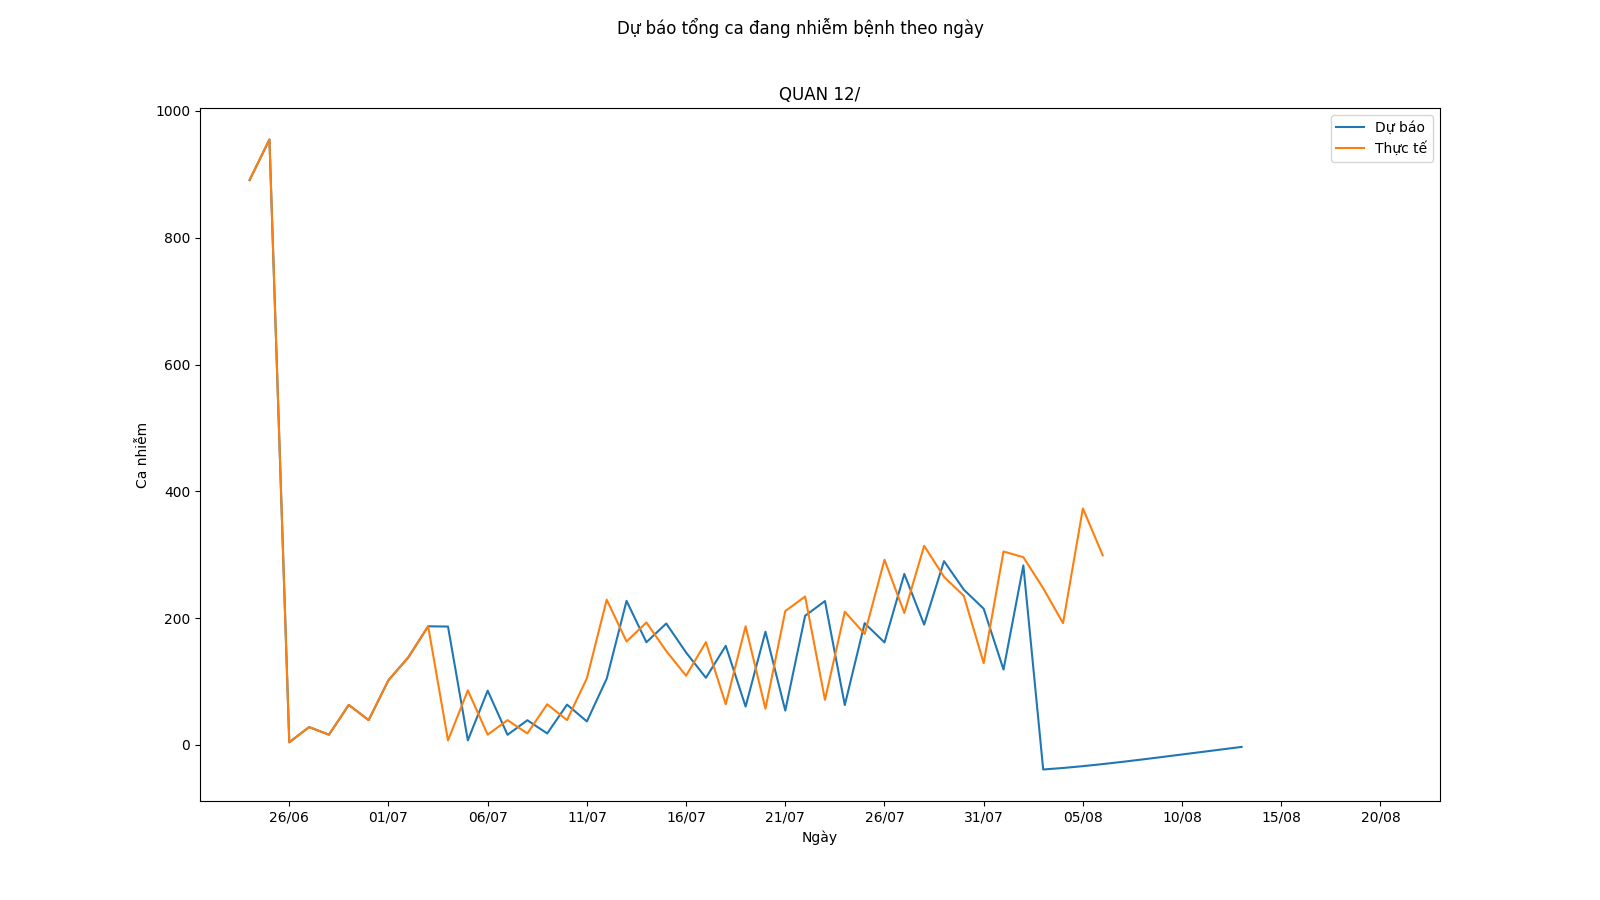 Dự báo tổng ca đang nhiễm bệnh theo ngày
QUAN 12/
Dự báo
Thực tế
Ca nhiễm
1000
800
600
400
200
0
26/06 01/07 06/07 11/07 16/07 21/07 26/07 31/07 05/08 10/08 15/08 20/08
Ngày